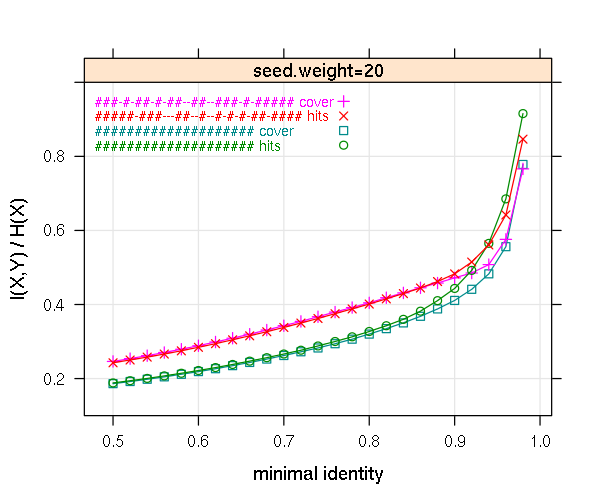 seed.weight=20
###-#-##-#-##--##--###-#-##### cover
#####-###---##--#--#-#-#-##-#### hits
#################### cover
#################### hits
0.8
0.6
0.4
0.2
I(X,Y) / H(X)
0.5 0.6 0.7 0.8 0.9 1.0
minimal identity